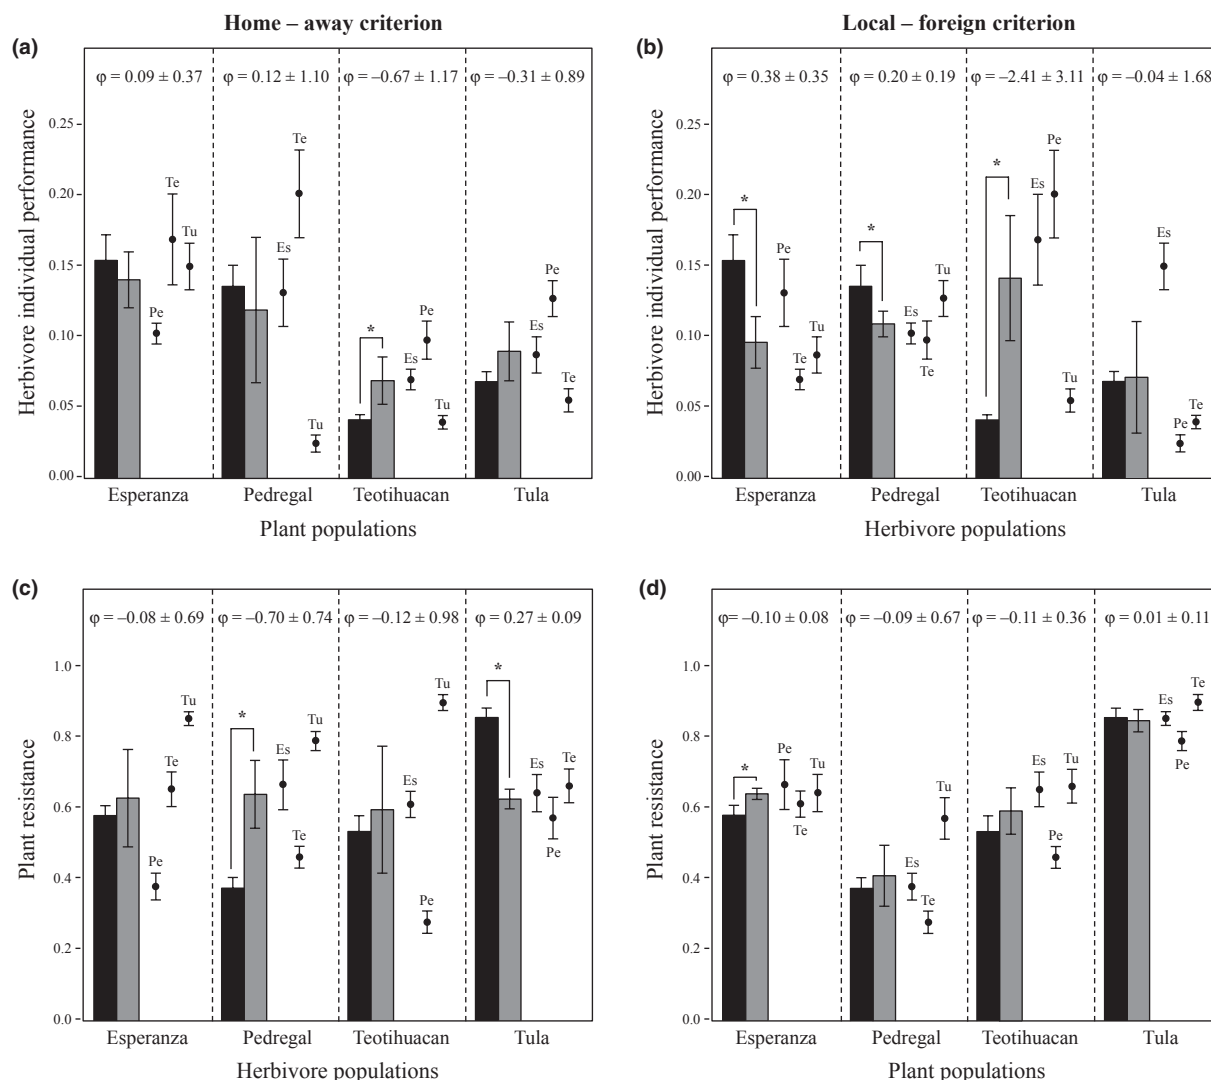 Home – away criterion
Local – foreign criterion
(a)
φ = 0.09 ± 0.37
φ = 0.12 ± 1.10
φ = –0.67 ± 1.17
φ = –0.31 ± 0.89
Herbivore individual performance
0.25
0.20
0.15
0.10
0.05
0.00
Pe
Te
Tu
Es
Te
Tu
*
Es
Pe
Tu
Es
Pe
Te
Esperanza
Pedregal
Teotihuacan
Tula
Plant populations
(b)
φ = 0.38 ± 0.35
φ = 0.20 ± 0.19
φ = –2.41 ± 3.11
φ = –0.04 ± 1.68
Herbivore individual performance
0.25
0.20
0.15
0.10
0.05
0.00
*
Pe
Te
Tu
*
Es
Te
Tu
*
Es
Pe
Tu
Es
Pe
Te
Esperanza
Pedregal
Teotihuacan
Tula
Herbivore populations
(c)
φ = –0.08 ± 0.69
φ = –0.70 ± 0.74
φ = –0.12 ± 0.98
φ = 0.27 ± 0.09
Plant resistance
1.0
0.8
0.6
0.4
0.2
0.0
Pe
Te
Tu
*
Es
Te
Tu
Es
Pe
Tu
*
Es
Pe
Te
Esperanza
Pedregal
Teotihuacan
Tula
Herbivore populations
(d)
φ= –0.10 ± 0.08
φ = –0.09 ± 0.67
φ = –0.11 ± 0.36
φ = 0.01 ± 0.11
Plant resistance
1.0
0.8
0.6
0.4
0.2
0.0
*
Pe
Te
Tu
Es
Te
Tu
Es
Pe
Tu
Es
Pe
Te
Esperanza
Pedregal
Teotihuacan
Tula
Plant populations